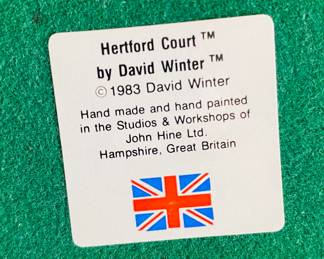 Hertford Court ™
by David Winter ™
© 1983 David Winter
Hand made and hand painted
in the Studios & Workshops of
John Hine Ltd.
Hampshire, Great Britain